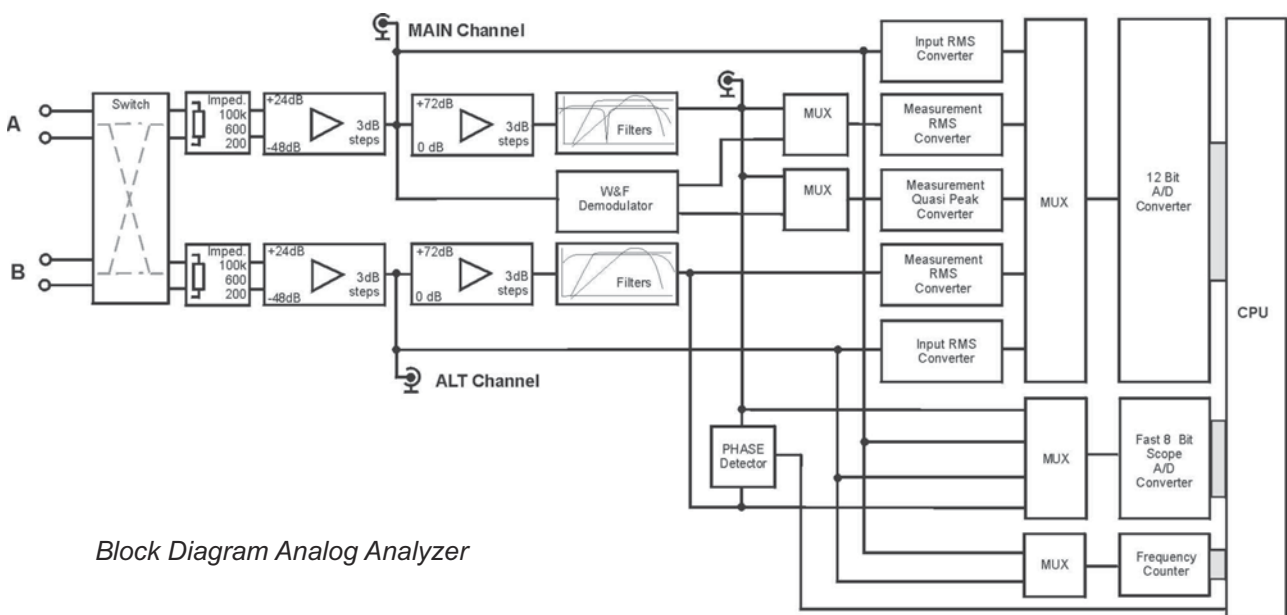 MAIN Channel
A
B
Switch
Imped.
100k
600
200
+24dB
-48dB
3dB
steps
+72dB
0 dB
3dB
steps
Filters
W&F
Demodulator
MUX
MUX
Input RMS
Converter
Measurement
RMS
Converter
Measurement
Quasi Peak
Converter
Measurement
RMS
Converter
Input RMS
Converter
MUX
12 Bit
A/D
Converter
CPU
Imped.
100k
600
200
+24dB
-48dB
3dB
steps
+72dB
0 dB
3dB
steps
Filters
ALT Channel
PHASE
Detector
MUX
Fast 8 Bit
Scope
A/D
Converter
MUX
Frequency
Counter
Block Diagram Analog Analyzer